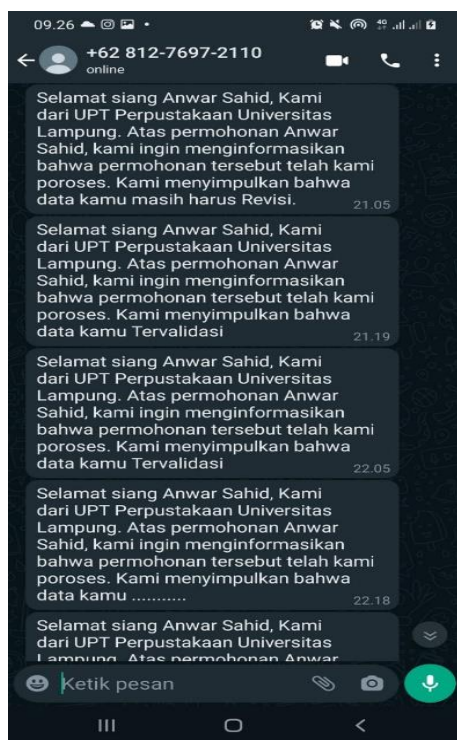 09.26
+62 812-7697-2110
online
Selamat siang Anwar Sahid, Kami
dari UPT Perpustakaan Universitas
Lampung. Atas permohonan Anwar
Sahid, kami ingin menginformasikan
bahwa permohonan tersebut telah kami
poroses. Kami menyimpulkan bahwa
data kamu masih harus Revisi.
21.05
Selamat siang Anwar Sahid, Kami
dari UPT Perpustakaan Universitas
Lampung. Atas permohonan Anwar
Sahid, kami ingin menginformasikan
bahwa permohonan tersebut telah kami
poroses. Kami menyimpulkan bahwa
data kamu Tervalidasi
21.19
Selamat siang Anwar Sahid, Kami
dari UPT Perpustakaan Universitas
Lampung. Atas permohonan Anwar
Sahid, kami ingin menginformasikan
bahwa permohonan tersebut telah kami
poroses. Kami menyimpulkan bahwa
data kamu Tervalidasi
22.05
Selamat siang Anwar Sahid, Kami
dari UPT Perpustakaan Universitas
Lampung. Atas permohonan Anwar
Sahid, kami ingin menginformasikan
bahwa permohonan tersebut telah kami
poroses. Kami menyimpulkan bahwa
data kamu ...........
22.18
Selamat siang Anwar Sahid, Kami
dari UPT Perpustakaan Universitas
Lampung. Atas permohonan Anwar
Ketik pesan